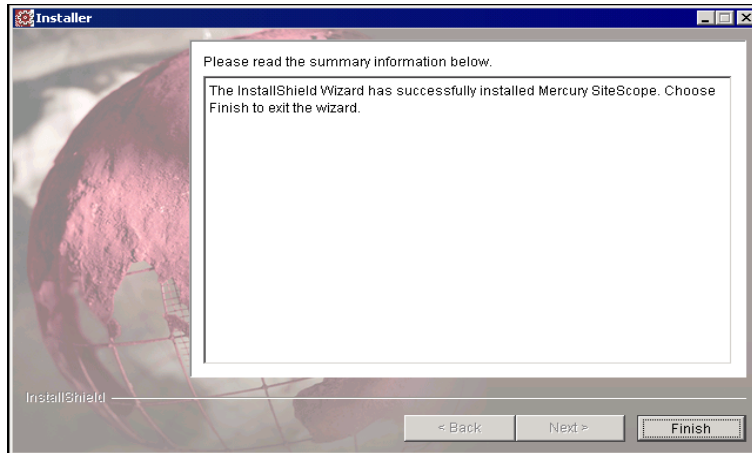 Installer
Please read the summary information below.
The InstallShield Wizard has successfully installed Mercury SiteScope. Choose
Finish to exit the wizard.
InstallShield
< Back Next > Finish